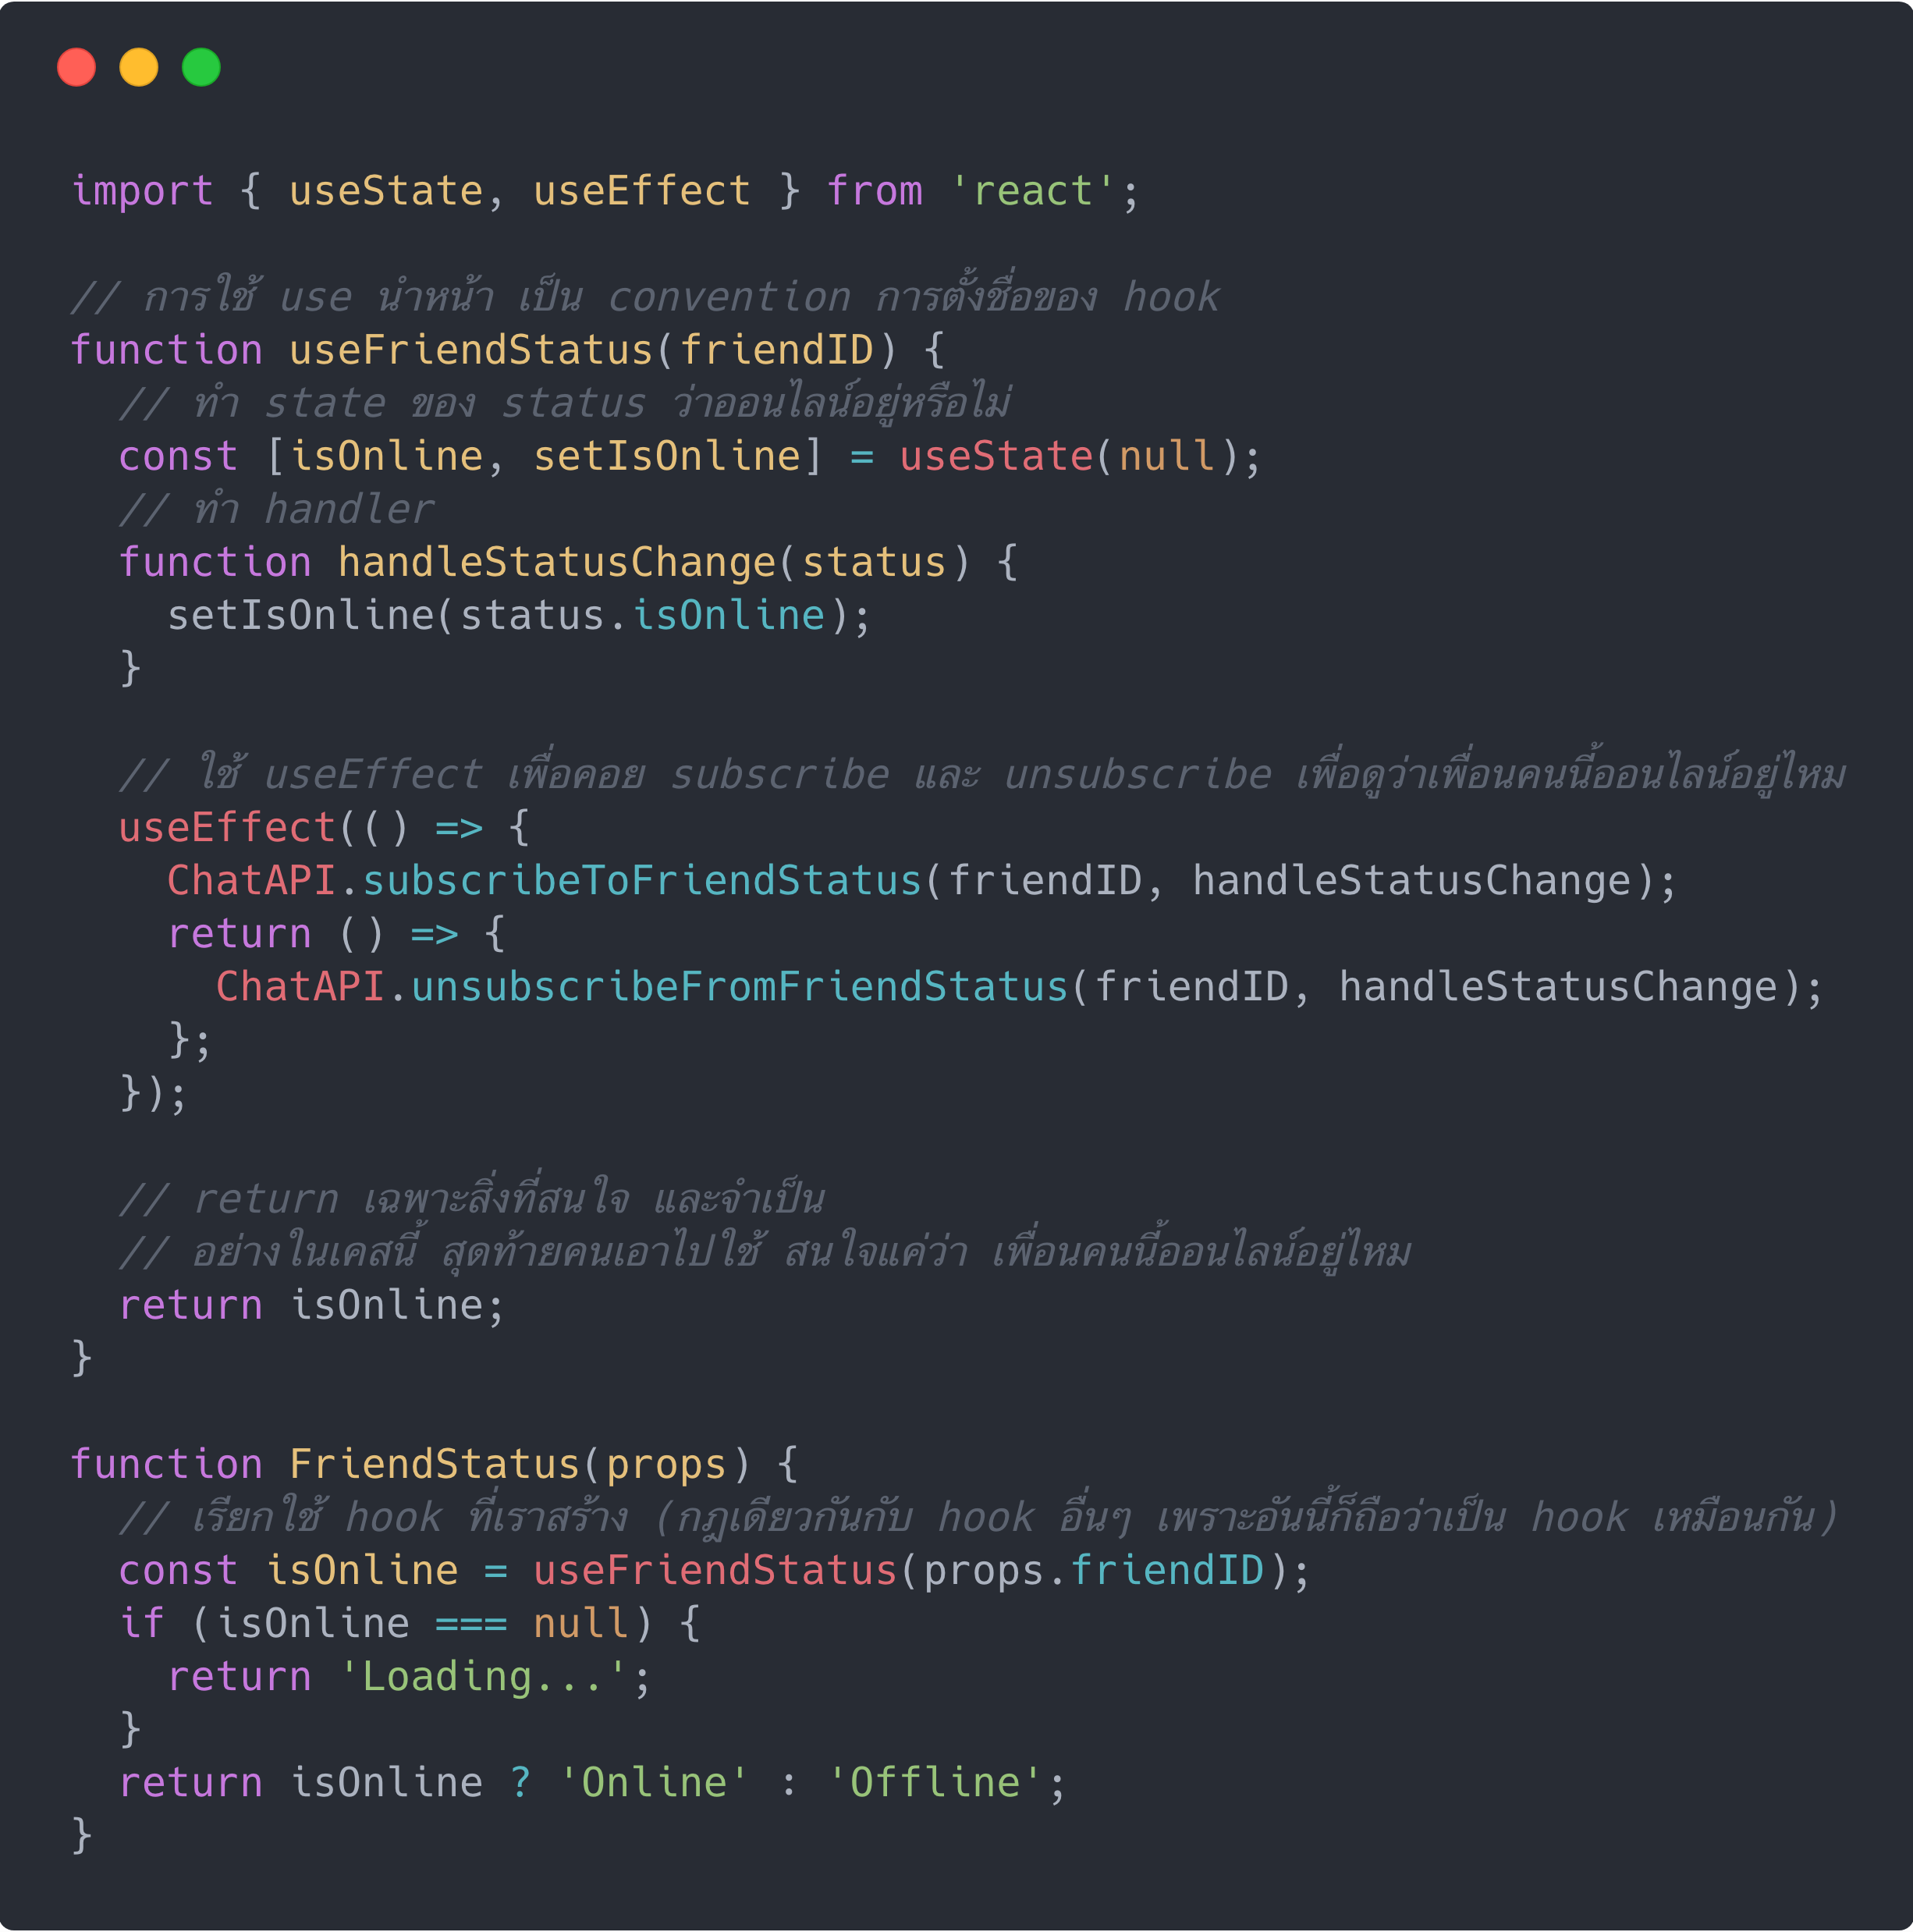 import { useState, useEffect } from 'react';
// การใช้ use นำหน้า เป็น convention การตั้งชื่อของ hook
function useFriendStatus(friendID) {
  // ทำ state ของ status ว่าออนไลน์อยู่หรือไม่
  const [isOnline, setIsOnline] = useState(null);
  // ทำ handler
  function handleStatusChange(status) {
    setIsOnline(status.isOnline);
  }
  // ใช้ useEffect เพื่อคอย subscribe และ unsubscribe เพื่อดูว่าเพื่อนคนนี้ออนไลน์อยู่ไหม
  useEffect(() => {
    ChatAPI.subscribeToFriendStatus(friendID, handleStatusChange);
    return () => {
      ChatAPI.unsubscribeFromFriendStatus(friendID, handleStatusChange);
    };
  });
  // return เฉพาะสิ่งที่สนใจ และจำเป็น
  // อย่างในเคสนี้ สุดท้ายคนเอาไปใช้ สนใจแค่ว่า เพื่อนคนนี้ออนไลน์อยู่ไหม
  return isOnline;
}
function FriendStatus(props) {
  // เรียกใช้ hook ที่เราสร้าง (กฎเดียวกันกับ hook อื่นๆ เพราะอันนี้ก็ถือว่าเป็น hook เหมือนกัน)
  const isOnline = useFriendStatus(props.friendID);
  if (isOnline === null) {
    return 'Loading...';
  }
  return isOnline ? 'Online' : 'Offline';
}